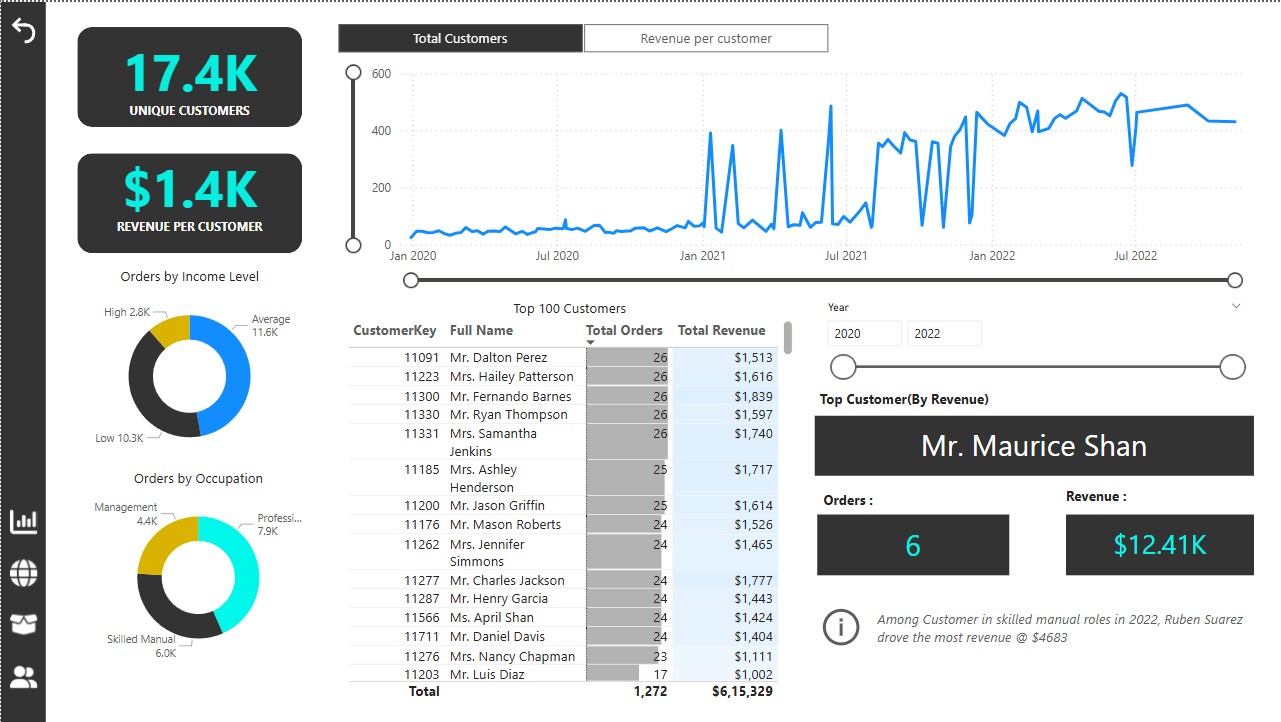 17.4K
UNIQUE CUSTOMERS
$1.4K
REVENUE PER CUSTOMER
Orders by Income Level
High 2.8K
Average
11.6K
Low 10.3K
Orders by Occupation
Management
4.4K
Professi...
7.9K
Skilled Manual
6.0K
Total Customers
Revenue per customer
600
400
200
0
Jan 2020
Jul 2020
Jan 2021
Jul 2021
Jan 2022
Jul 2022
Top 100 Customers
CustomerKey Full Name Total Orders Total Revenue
11091 Mr. Dalton Perez 26 $1,513
11223 Mrs. Hailey Patterson 26 $1,616
11300 Mr. Fernando Barnes 26 $1,839
11330 Mr. Ryan Thompson 26 $1,597
11331 Mrs. Samantha 26 $1,740
Jenkins
11185 Mrs. Ashley 25 $1,717
Henderson
11200 Mr. Jason Griffin 25 $1,614
11176 Mr. Mason Roberts 24 $1,526
11262 Mrs. Jennifer 24 $1,465
Simmons
11277 Mr. Charles Jackson 24 $1,777
11287 Mr. Henry Garcia 24 $1,443
11566 Ms. April Shan 24 $1,424
11711 Mr. Daniel Davis 24 $1,404
11276 Mrs. Nancy Chapman 23 $1,111
11203 Mr. Luis Diaz 17 $1,002
Total 1,272 $6,15,329
Year
2020
2022
Top Customer(By Revenue)
Mr. Maurice Shan
Orders :
6
Revenue :
$12.41K
Among Customer in skilled manual roles in 2022, Ruben Suarez
drove the most revenue @ $4683